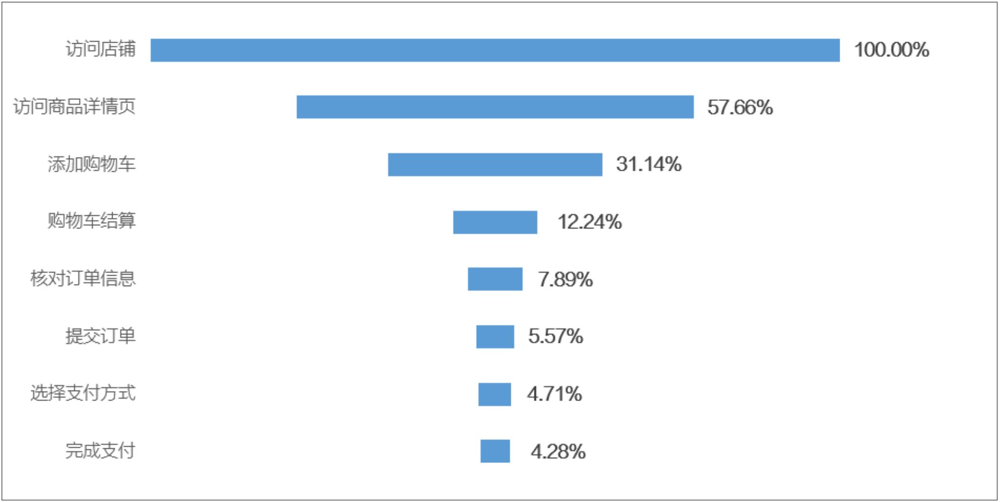 访问店铺 100.00%
访问商品详情页 57.66%
添加购物车 31.14%
购物车结算 12.24%
核对订单信息 7.89%
提交订单 5.57%
选择支付方式 4.71%
完成支付 4.28%